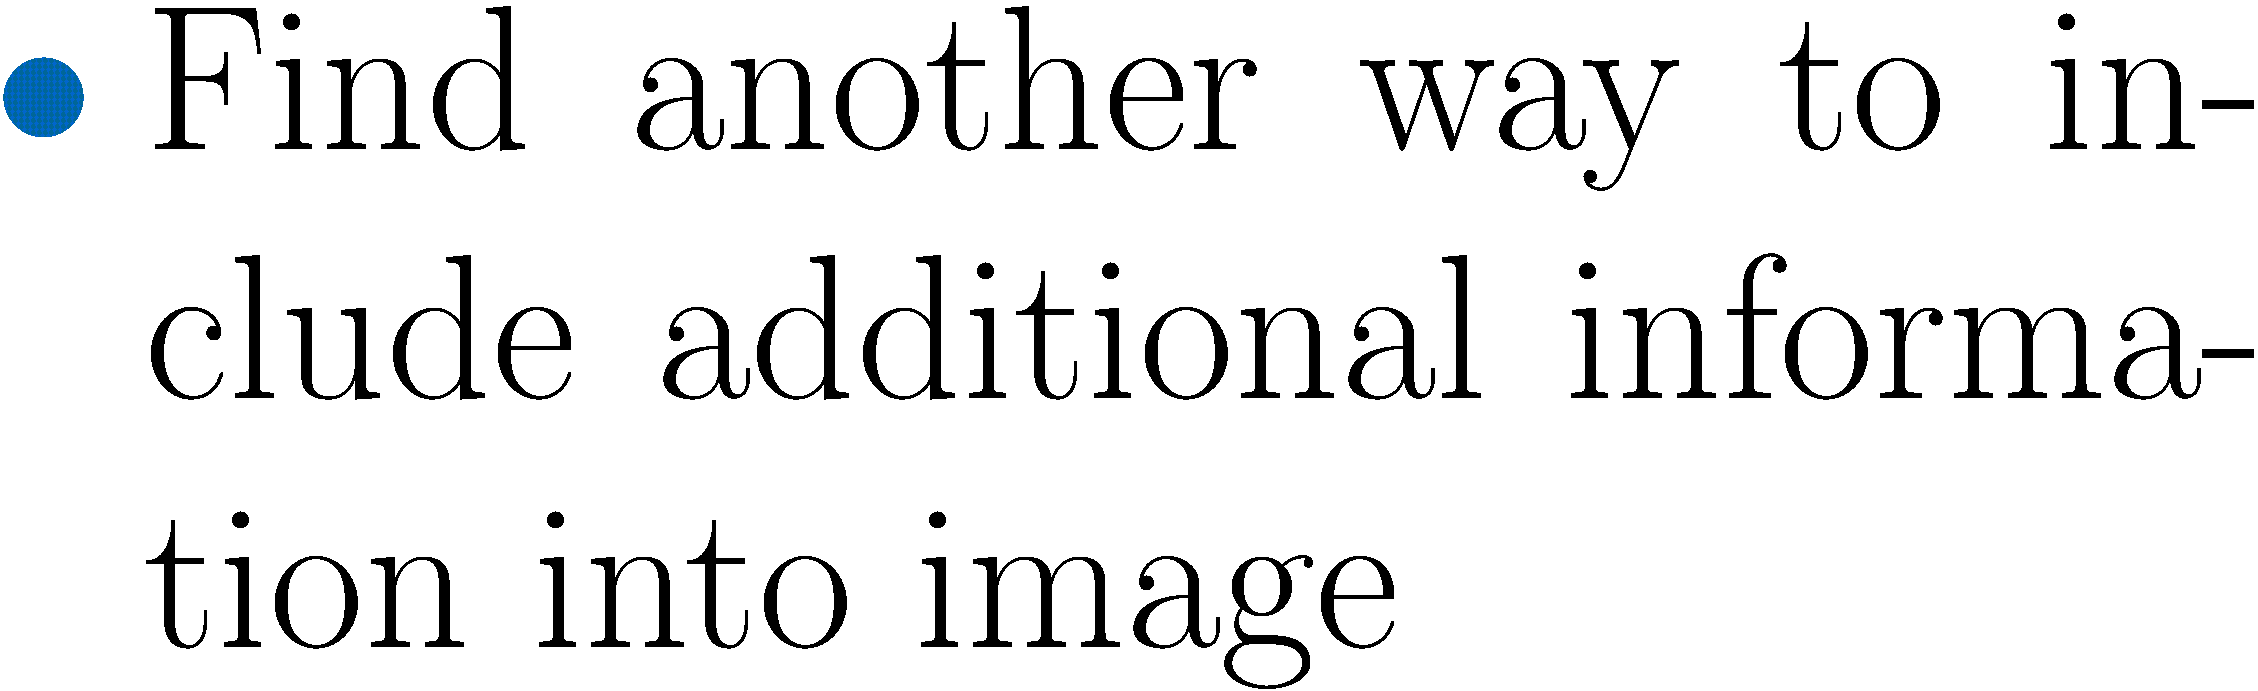 • Find another way to in-
clude additional informa-
tion into image